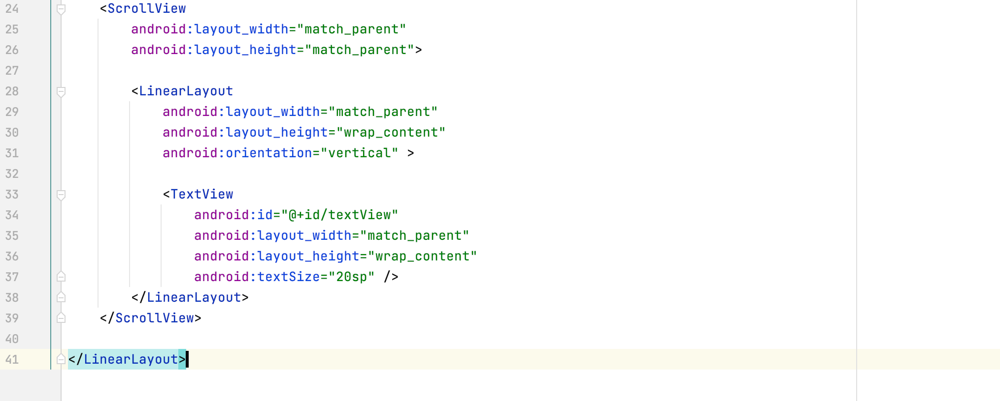 24 <ScrollView
25 android:layout_width="match_parent"
26 android:layout_height="match_parent">
27
28 <LinearLayout
29 android:layout_width="match_parent"
30 android:layout_height="wrap_content"
31 android:orientation="vertical" >
32
33 <TextView
34 android:id="@+id/textView"
35 android:layout_width="match_parent"
36 android:layout_height="wrap_content"
37 android:textSize="20sp" />
38 </LinearLayout>
39 </ScrollView>
40
41 </LinearLayout>